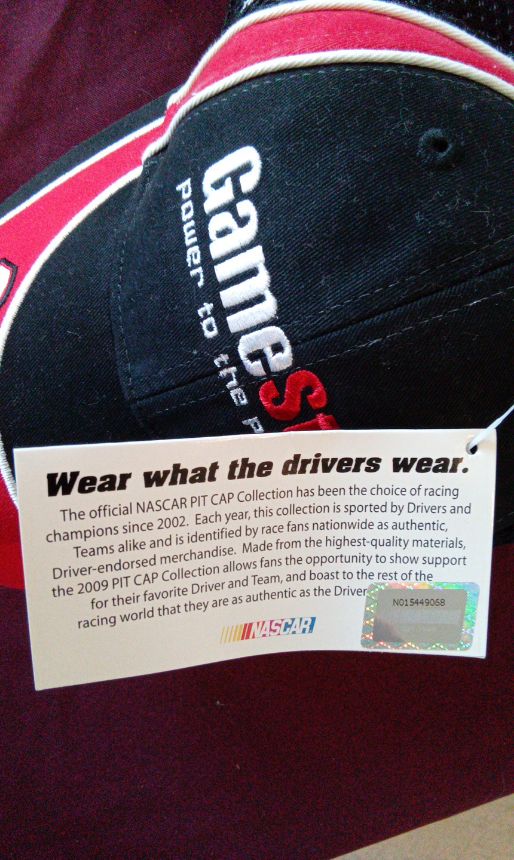 GameS
power to the P
Wear what the drivers wear.
The official NASCAR PIT CAP Collection has been the choice of racing
champions since 2002. Each year, this collection is sported by Drivers and
Teams alike and is identified by race fans nationwide as authentic,
Driver-endorsed merchandise. Made from the highest-quality materials,
the 2009 PIT CAP Collection allows fans the opportunity to show support
for their favorite Driver and Team, and boast to the rest of the
racing world that they are as authentic as the Driver
NASCAR
N015449068